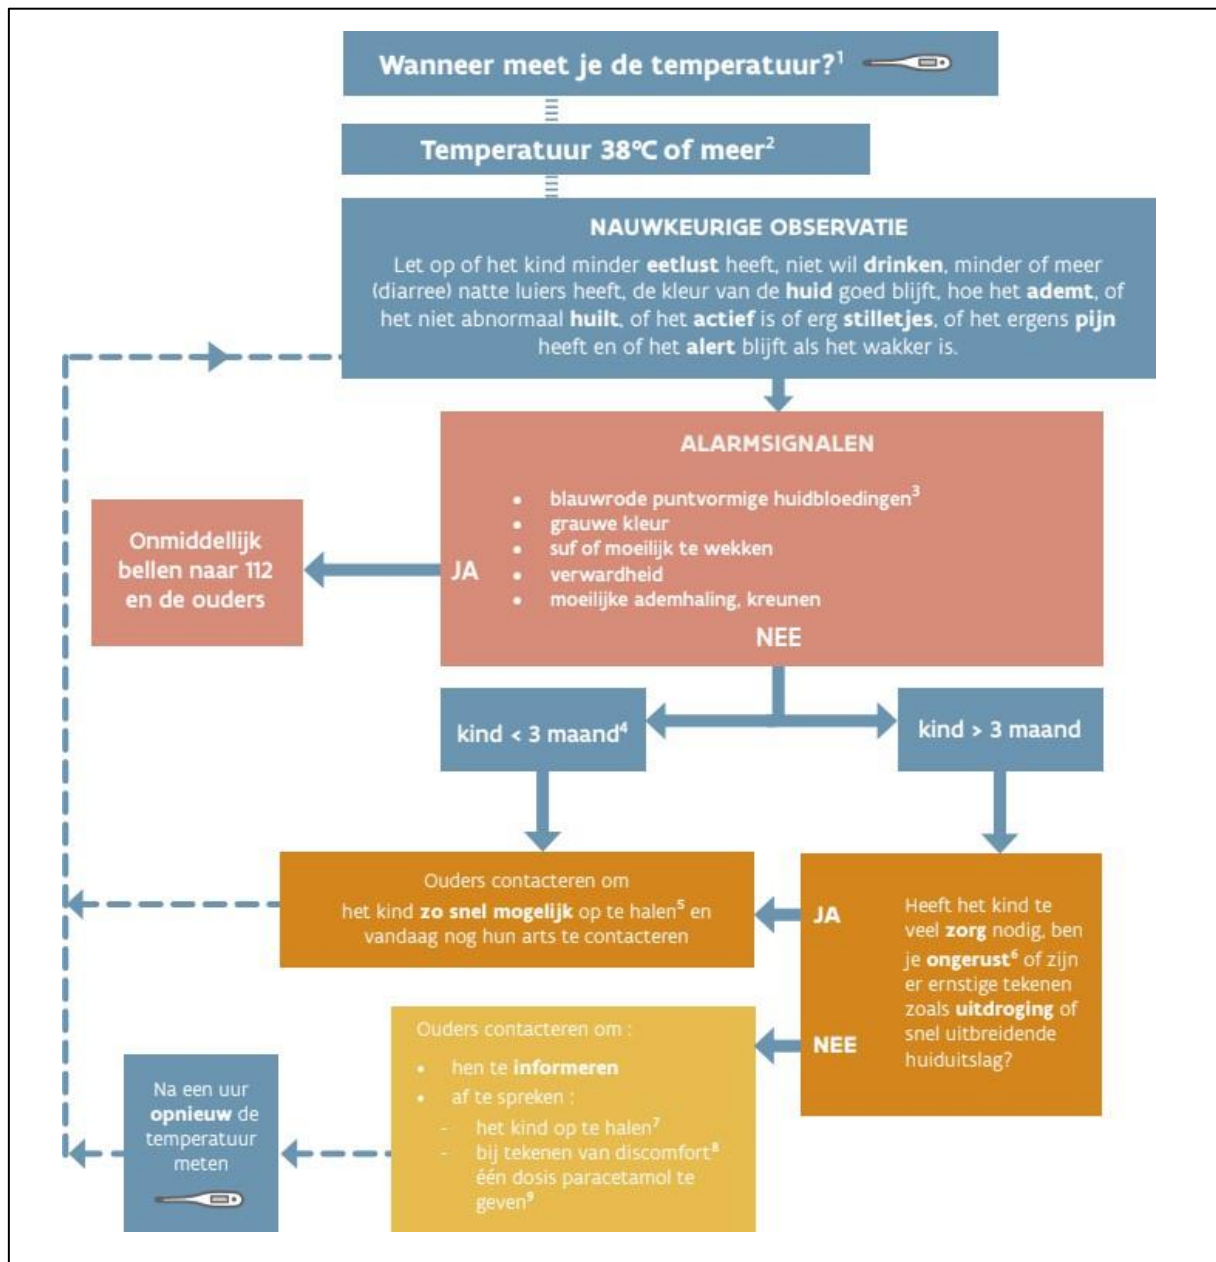 Wanneer meet je de temperatuur?¹
Temperatuur 38°C of meer²
NAUWKEURIGE OBSERVATIE
Let op of het kind minder eetlust heeft, niet wil drinken, minder of meer
(diarree) natte luiers heeft, de kleur van de huid goed blijft, hoe het ademt, of
het niet abnormaal huilt, of het actief is of erg stilletjes, of het ergens pijn
heeft en of het alert blijft als het wakker is.
ALARMSIGNALEN
• blauwrode puntvormige huidbloedingen³
• grauwe kleur
• suf of moeilijk te wekken
• verwardheid
• moeilijke ademhaling, kreunen
JA
NEE
Onmiddellijk
bellen naar 112
en de ouders
kind < 3 maand⁴
kind > 3 maand
Ouders contacteren om
het kind zo snel mogelijk op te halen⁵ en
vandaag nog hun arts te contacteren
JA
NEE
Heeft het kind te
veel zorg nodig, ben
je ongerust⁶ of zijn
er ernstige tekenen
zoals uitdroging of
snel uitbreidende
huiduitslag?
Ouders contacteren om :
• hen te informeren
• af te spreken :
- het kind op te halen⁷
- bij tekenen van discomfort⁸
één dosis paracetamol te
geven⁹
Na een uur
opnieuw de
temperatuur
meten